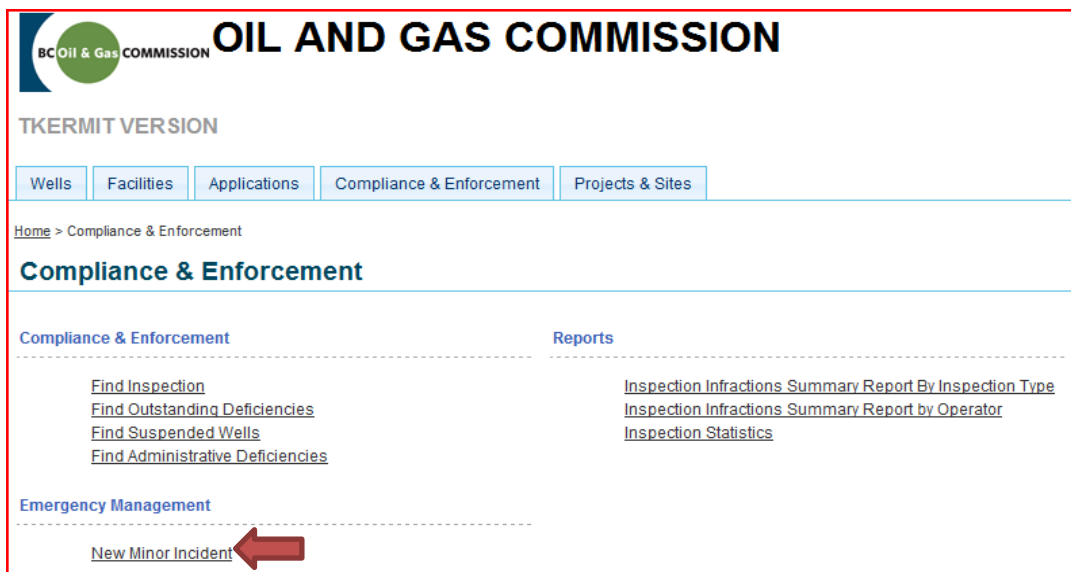 BC Oil & Gas COMMISSION OIL AND GAS COMMISSION
TKERMIT VERSION
Wells Facilities Applications Compliance & Enforcement Projects & Sites
Home > Compliance & Enforcement
Compliance & Enforcement
Compliance & Enforcement
Find Inspection
Find Outstanding Deficiencies
Find Suspended Wells
Find Administrative Deficiencies
Reports
Inspection Infractions Summary Report By Inspection Type
Inspection Infractions Summary Report by Operator
Inspection Statistics
Emergency Management
New Minor Incident